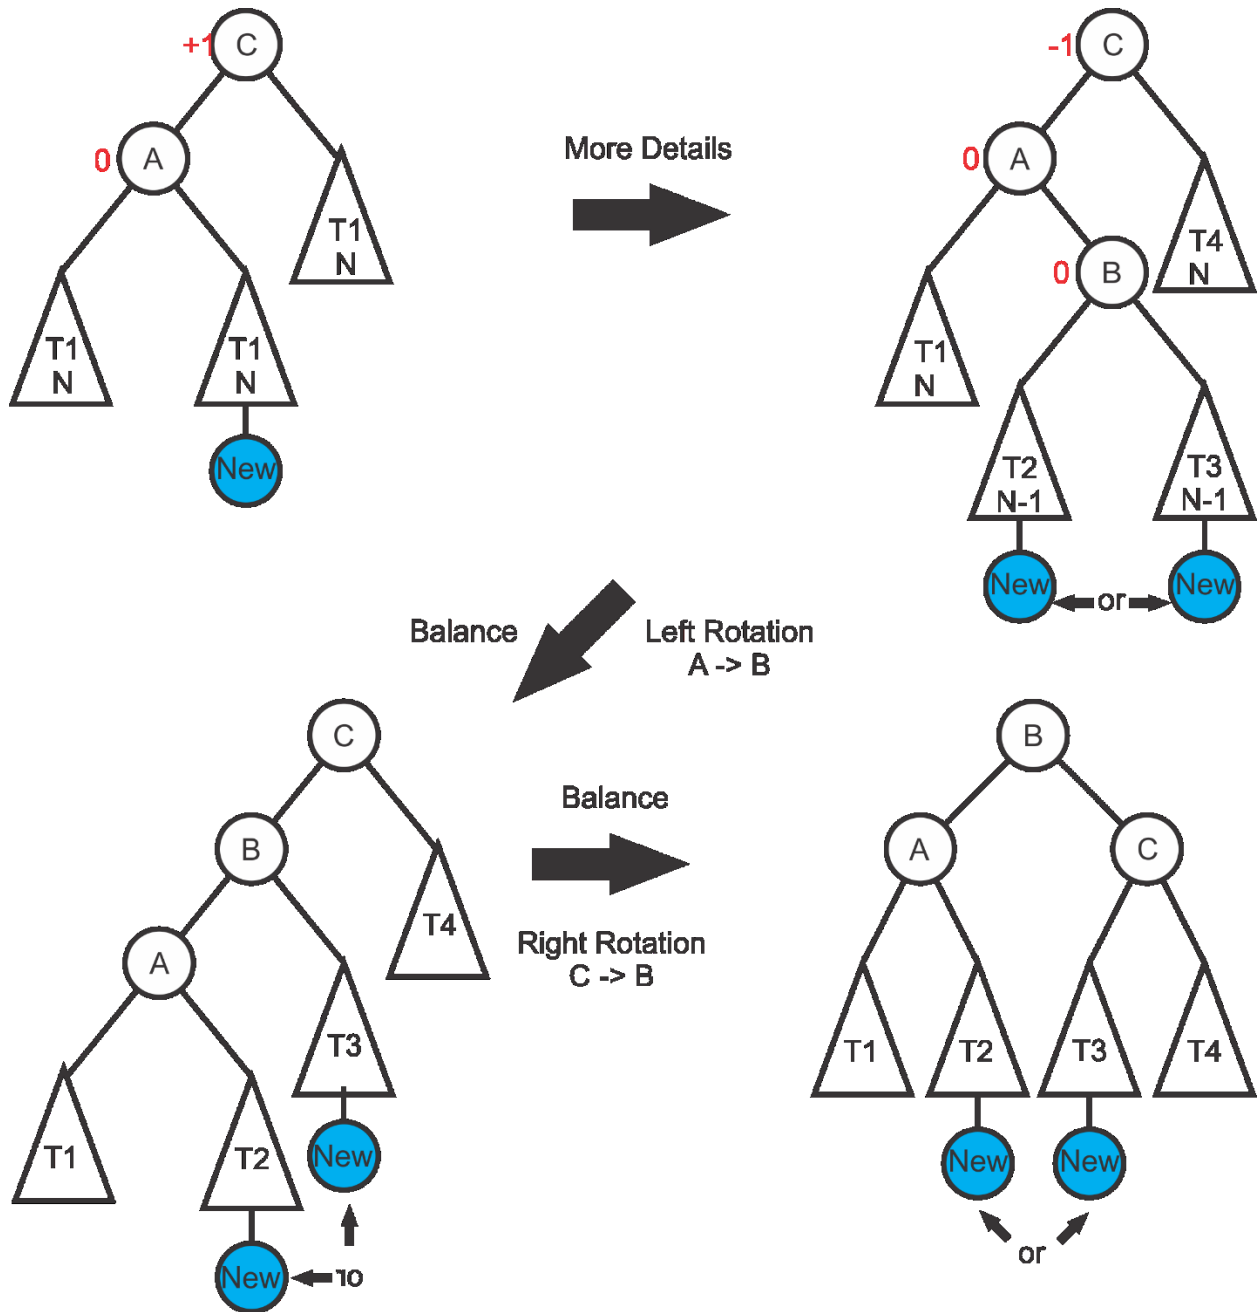 +1 C
0 A
T1
N
T1
N
T1
N
New
More Details
-1 C
0 A
0 B
T4
N
T1
N
T2
N-1
T3
N-1
New or New
Balance
Left Rotation
A -> B
C
B
A
T4
T3
T1
T2
New
New or
Balance
Right Rotation
C -> B
B
A C
T1 T2 T3 T4
New New
or